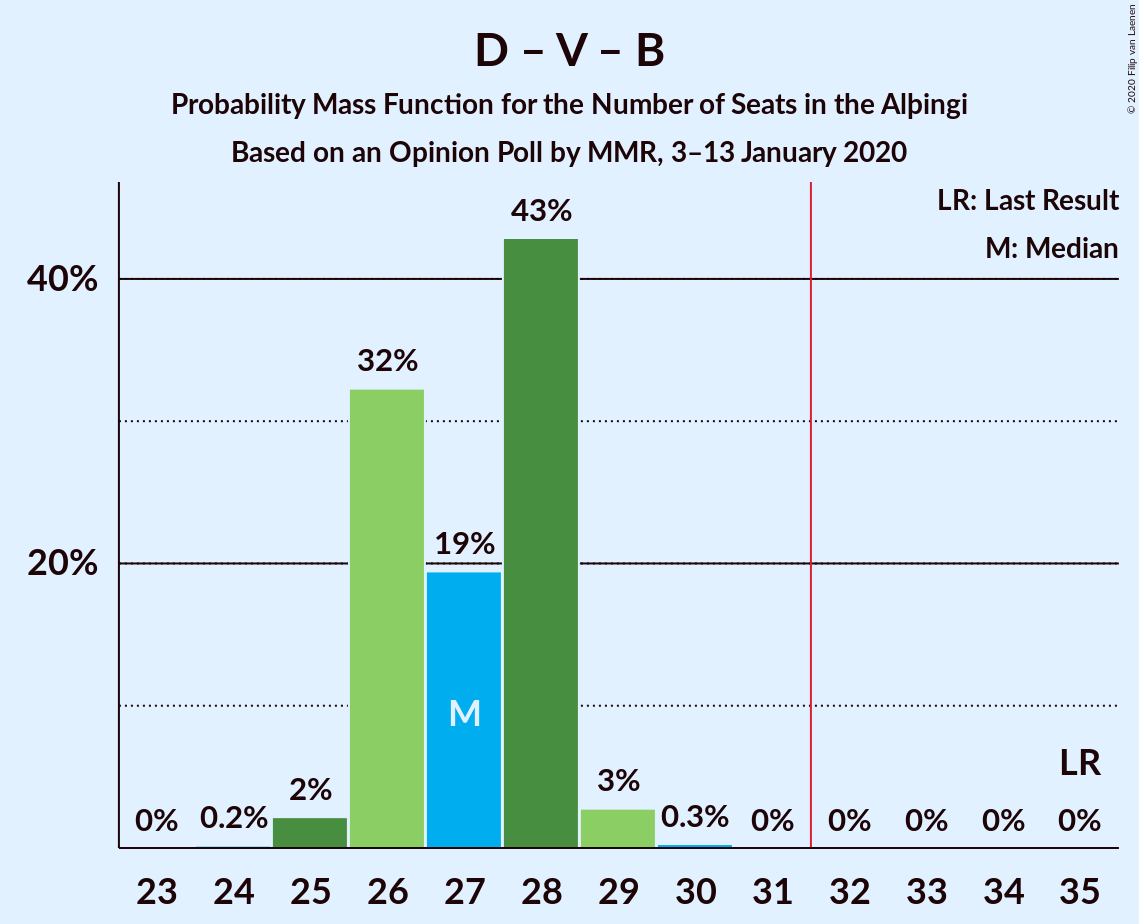 D – V – B
Probability Mass Function for the Number of Seats in the Alþingi
Based on an Opinion Poll by MMR, 3–13 January 2020
© 2020 Filip van Laenen
LR: Last Result
M: Median
43%
40%
32%
19%
20%
M
LR
2%
3%
0%
0.2%
0.3%
0%
0%
0%
0%
0%
23 24 25 26 27 28 29 30 31 32 33 34 35